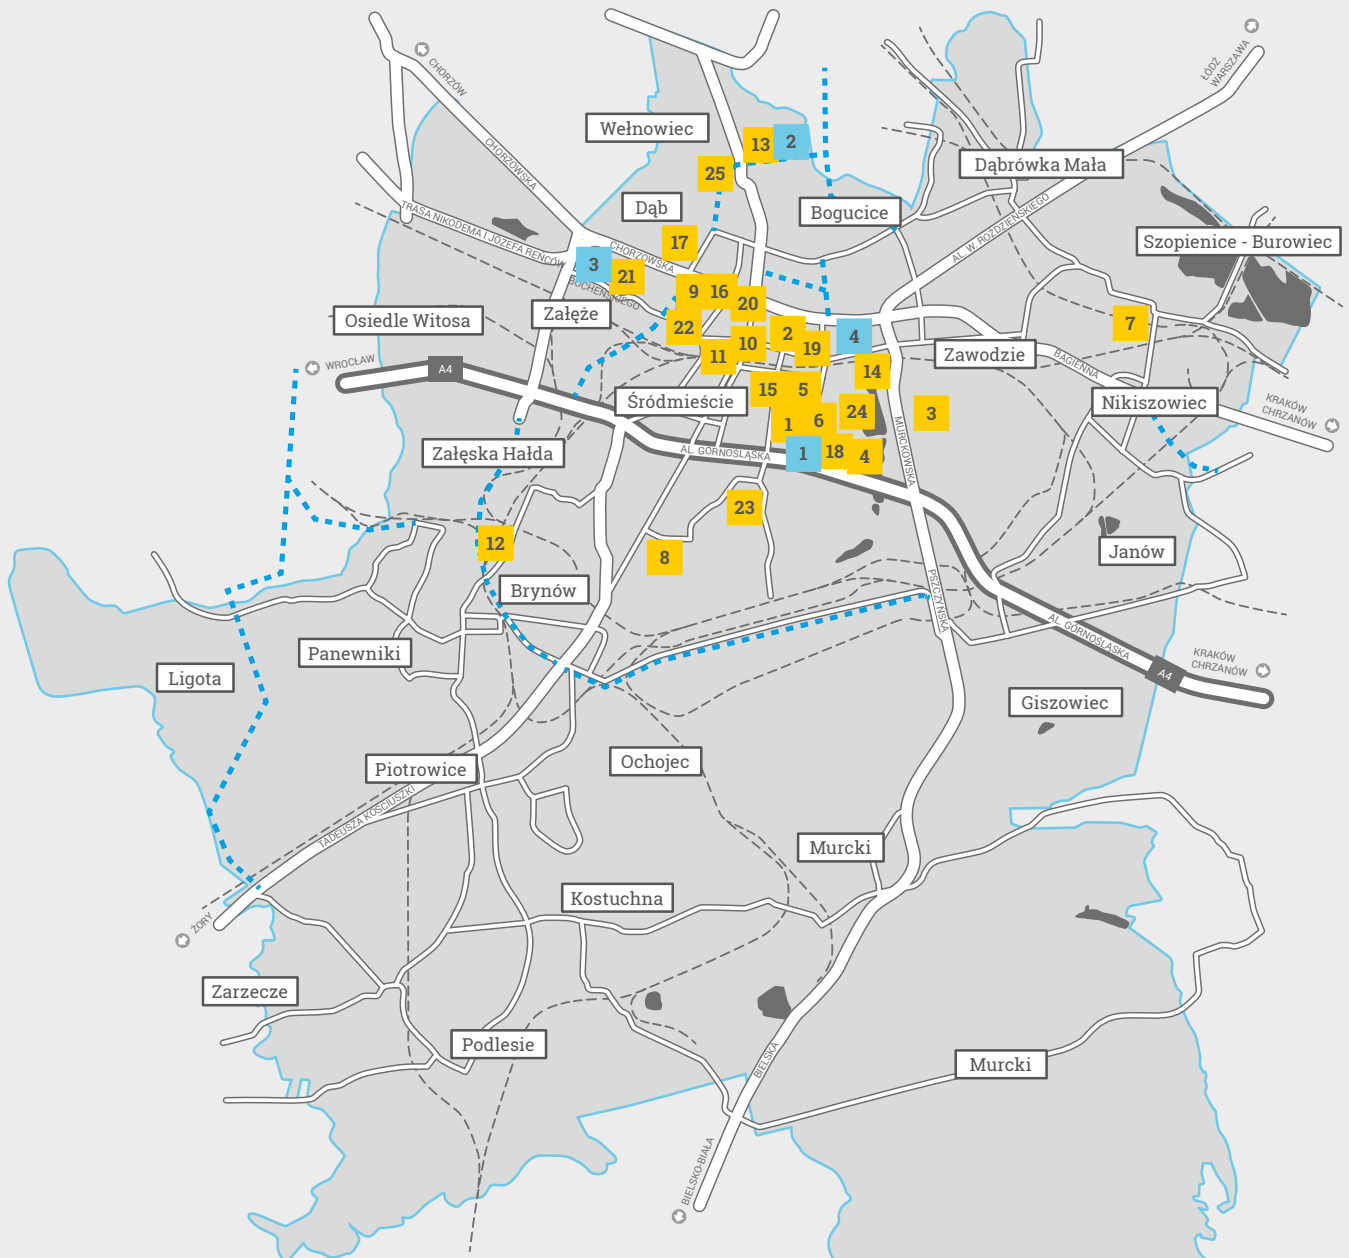 ŁÓDŹ
WARSZAWA
CHORZÓW
Wełnowiec
13
2
CHORZOWSKA
Dąbrówka Mała
25
TRASA NIKODEMA I JÓZEFA RENCÓW
Dąb
Bogucice
AL. W. ROŹDZIEŃSKIEGO
Szopienice - Burowiec
17
CHORZOWSKA
3
21
BOCHEŃSKIEGO
9
16
20
Załęże
Osiedle Witosa
22
2
4
7
10
19
11
Zawodzie
BAGIENNA
WROCŁAW
A4
14
15
5
Śródmieście
Nikiszowiec
KRAKÓW
CHRZANÓW
1
6
24
3
MURCKOWSKA
Załęska Hałda
AL. GÓRNOŚLĄSKA
1
18
4
23
12
8
Janów
Brynów
PSZCZYŃSKA
AL. GÓRNOŚLĄSKA
Panewniki
KRAKÓW
CHRZANÓW
A4
Ligota
Giszowiec
Ochojec
Piotrowice
TADEUSZA KOŚCIUSZKI
Murcki
Kostuchna
ŻORY
Zarzecze
Podlesie
BIELSKA
Murcki
BIELSKO-BIAŁA